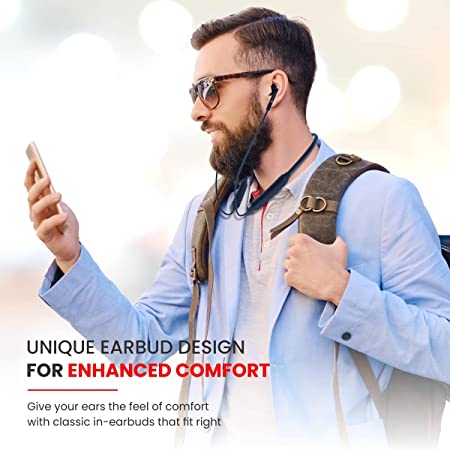 UNIQUE EARBUD DESIGN
FOR ENHANCED COMFORT
Give your ears the feel of comfort
with classic in-earbuds that fit right